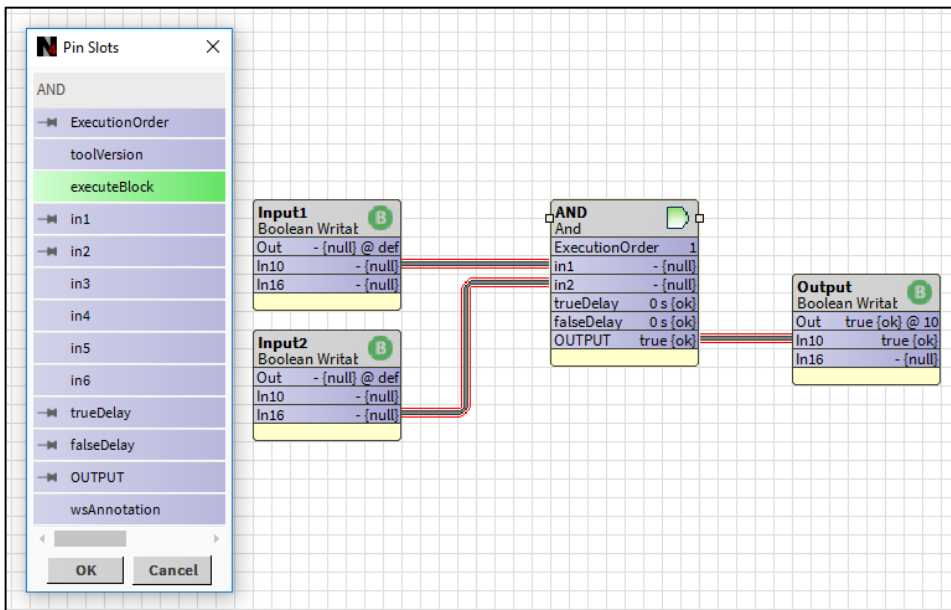 N4 Pin Slots
AND
ExecutionOrder
toolVersion
executeBlock
in1
in2
in3
in4
in5
in6
trueDelay
falseDelay
OUTPUT
wsAnnotation
OK Cancel
Input1 B
Boolean Writat
Out - {null} @ def
In10 - {null}
In16 - {null}
Input2 B
Boolean Writat
Out - {null} @ def
In10 - {null}
In16 - {null}
AND
And
ExecutionOrder 1
in1 - {null}
in2 - {null}
trueDelay 0 s {ok}
falseDelay 0 s {ok}
OUTPUT true {ok}
Output B
Boolean Writat
Out true {ok} @ 10
In10 true {ok}
In16 - {null}